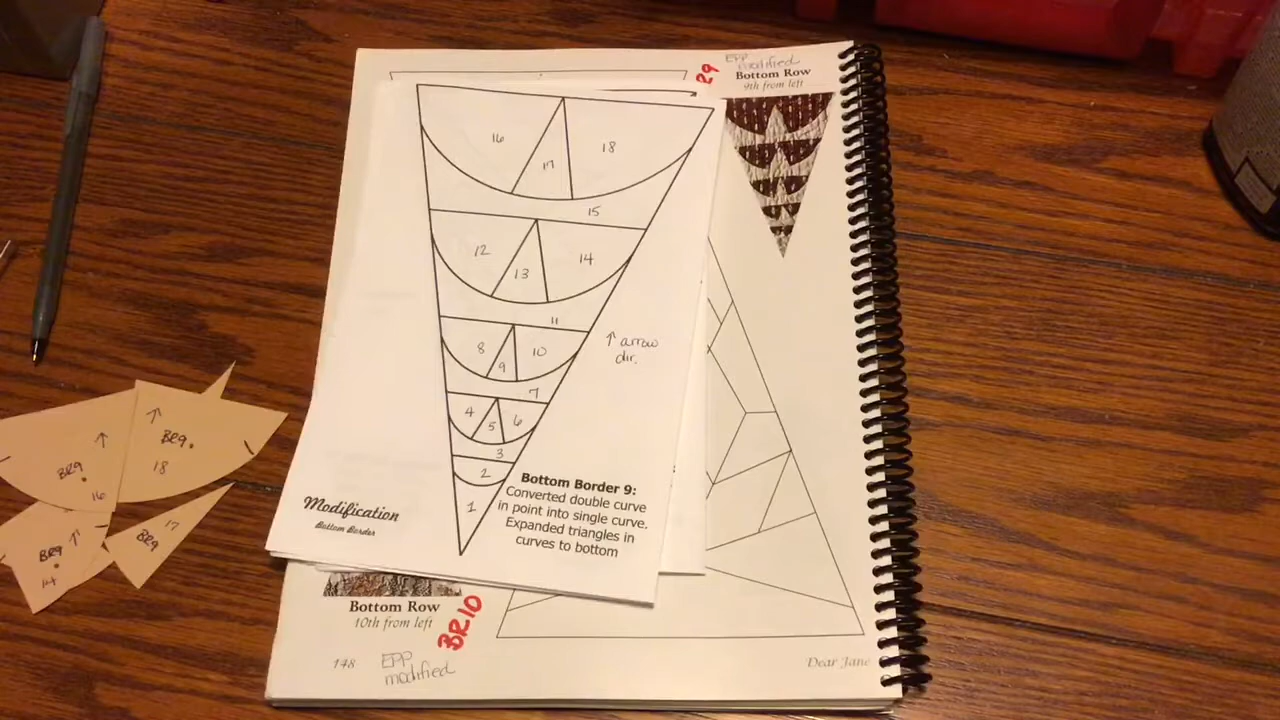 EPP
modified
29
Bottom Row
9th from left
16
17
18
15
12
13
14
11
↑ arrow
dir.
8
9
10
7
4
5
6
3
2
1
Bottom Border 9:
Converted double curve
in point into single curve.
Expanded triangles in
curves to bottom
Modification
Bottom Border
BR9.
18
BR9
16
17
BR9
BR9
14
Bottom Row
10th from left
BR10
148
EPP
modified
Dear Jane